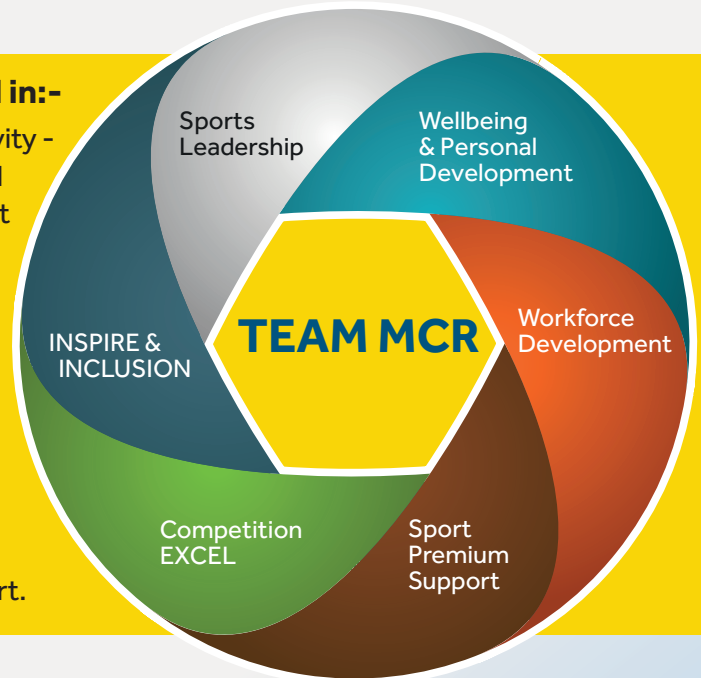 in:-
vity -
t
rt.
Sports
Leadership
Wellbeing
& Personal
Development
Workforce
Development
Sport
Premium
Support
Competition
EXCEL
INSPIRE &
INCLUSION
TEAM MCR